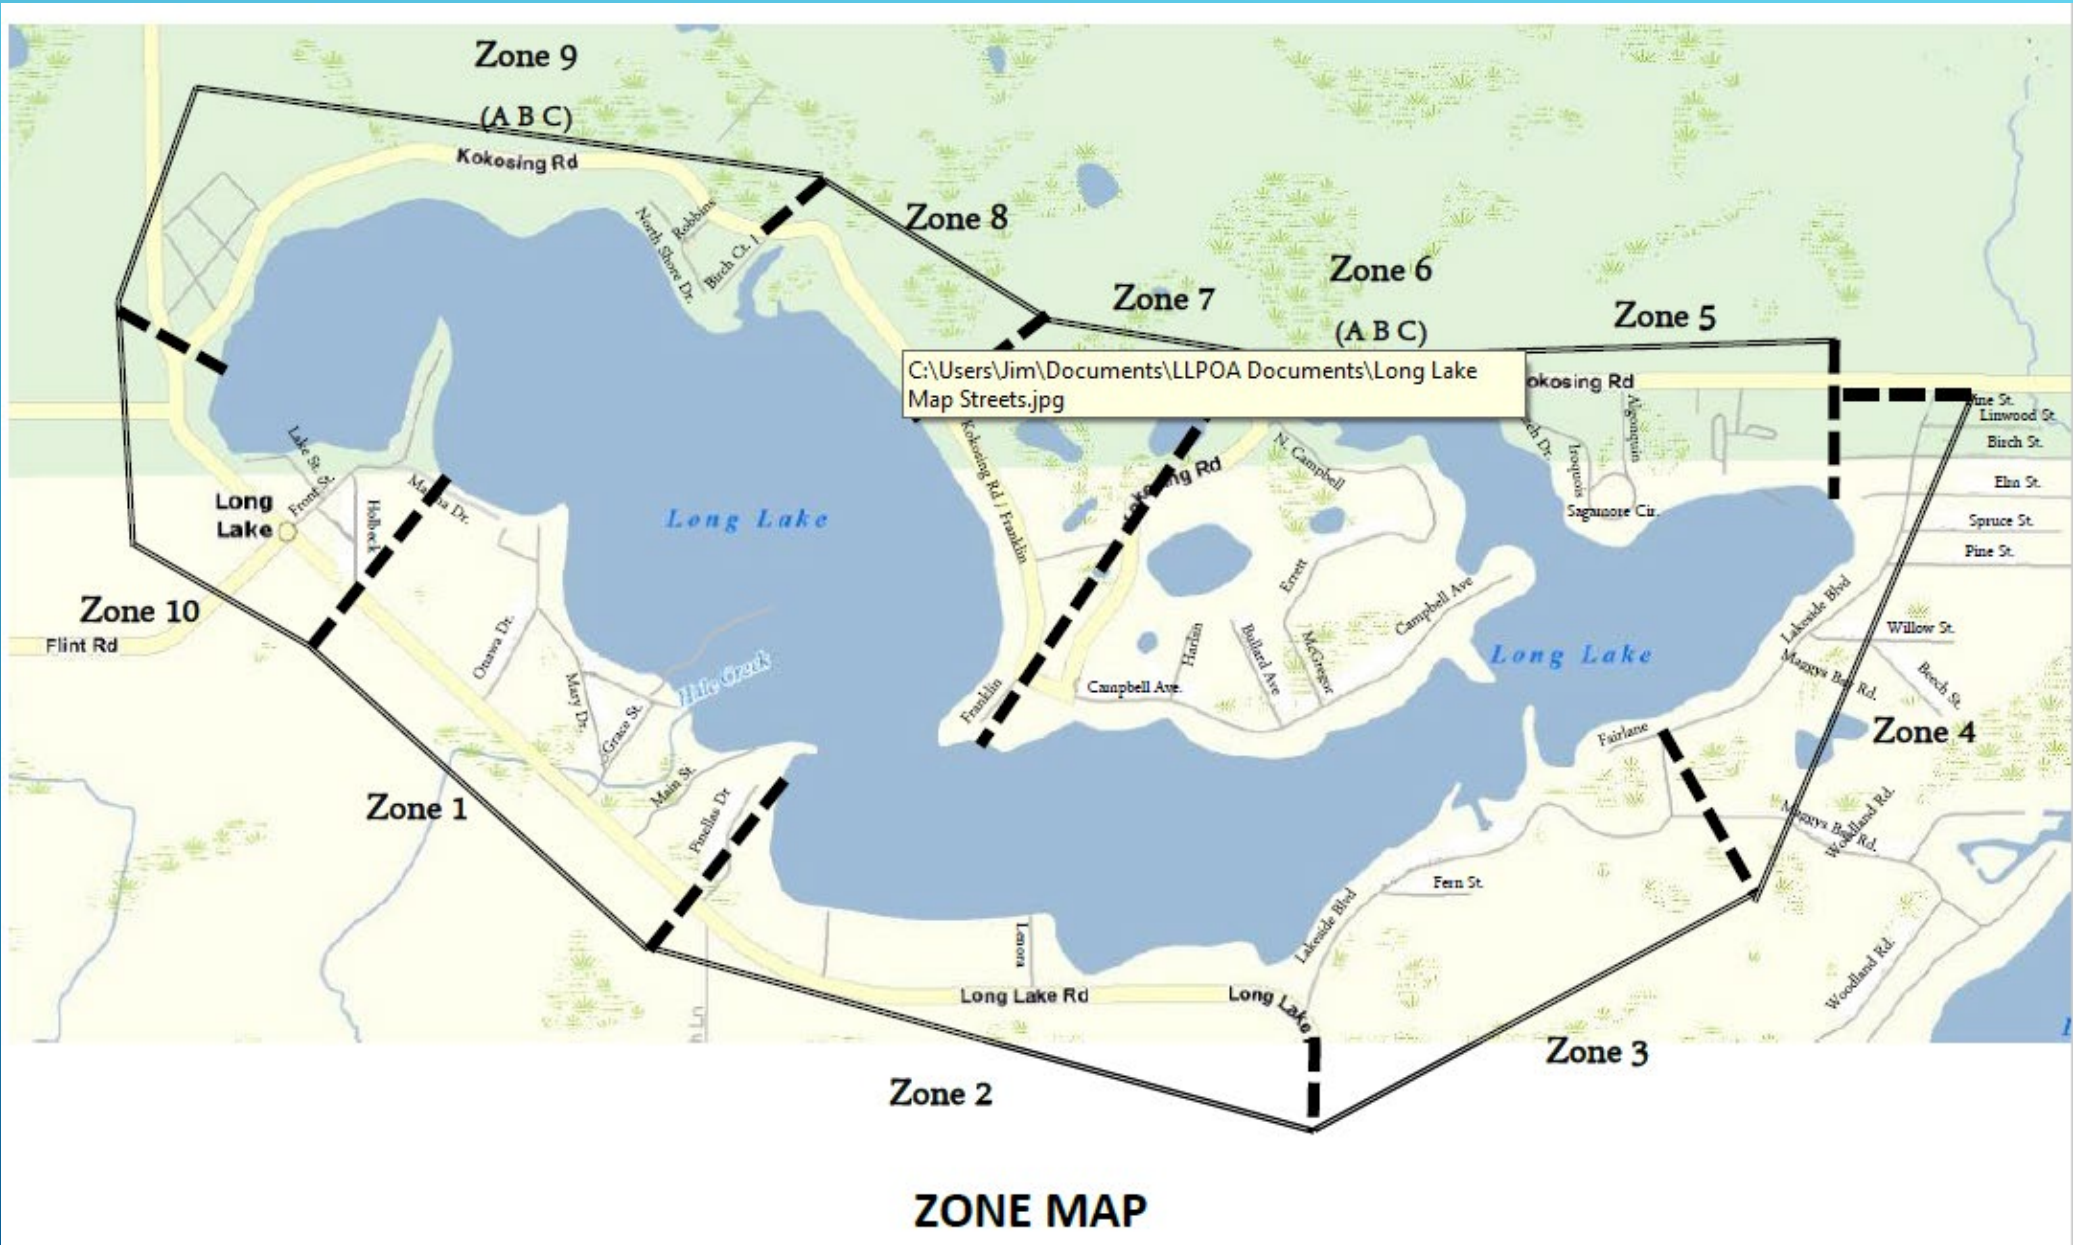 Zone 9
(A B C)
Kokosing Rd
North Shore Dr.
Robbins
Birch Ct.
Zone 8
Zone 7
Zone 6
(A B C)
Zone 5
C:\Users\Jim\Documents\LLPOA Documents\Long Lake
Map Streets.jpg
okosing Rd
Algonquin
Iroquois
Sagamore Cir.
Linwood St.
Birch St.
Elm St.
Spruce St.
Pine St.
Kokosing Rd / Franklin
N. Campbell
Lake St.
Front St.
Long
Lake
Holbeck
Long Lake
Errett
Campbell Ave
Harlan
Bullard Ave
McGregor
Campbell Ave.
Franklin
Long Lake
Lakeside Blvd
Willow St.
Beech St.
Zone 4
Fairlane
Woodland Rd.
Zone 10
Flint Rd
Onawa Dr.
Mary Dr.
Grace St.
Hile Creek
Main St.
Pinellas Dr
Zone 1
Fern St.
Lakeside Blvd
Woodland Rd.
Lenora
Long Lake Rd
Long Lake
Zone 3
Zone 2
ZONE MAP